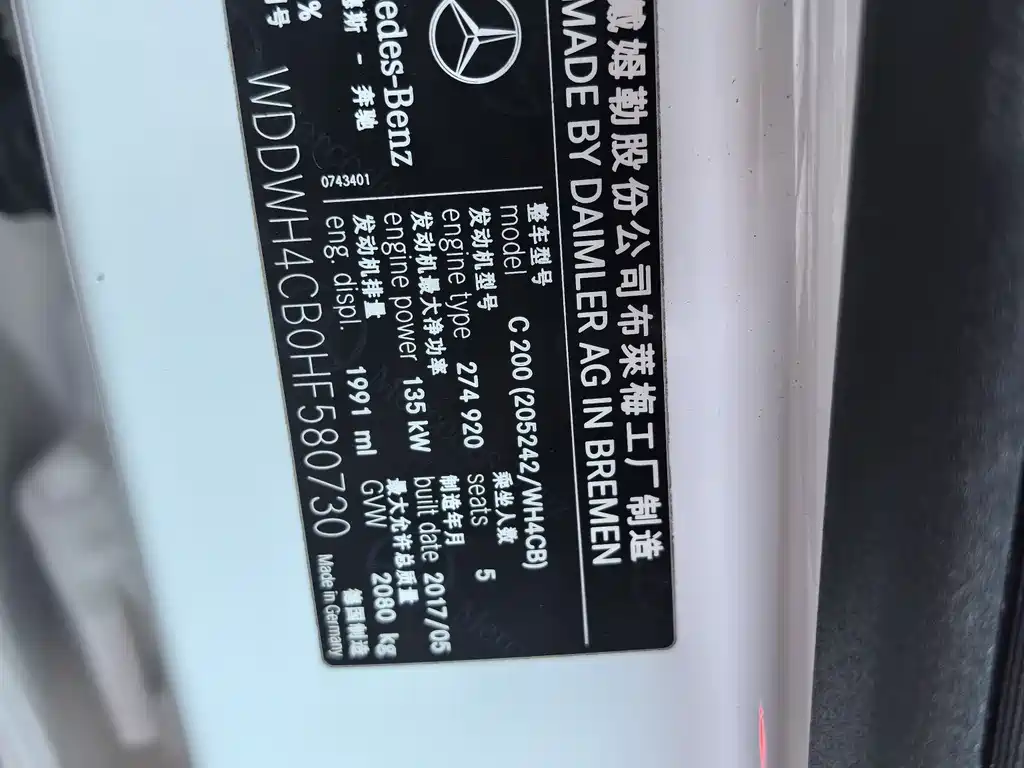 戴姆勒股份公司布莱梅工厂制造
MADE BY DAIMLER AG IN BREMEN
edes-Benz
斯 - 奔驰
%
号
0743401
整车型号
model C 200 (205242/WH4CB)
发动机型号 乘坐人数
engine type 274 920 seats 5
发动机最大净功率 制造年月
engine power 135 kW built date 2017/05
发动机排量 最大允许总质量
eng. displ. 1991 ml GVW 2080 kg
WDDWH4CB0HF580730
德国制造
Made in Germany